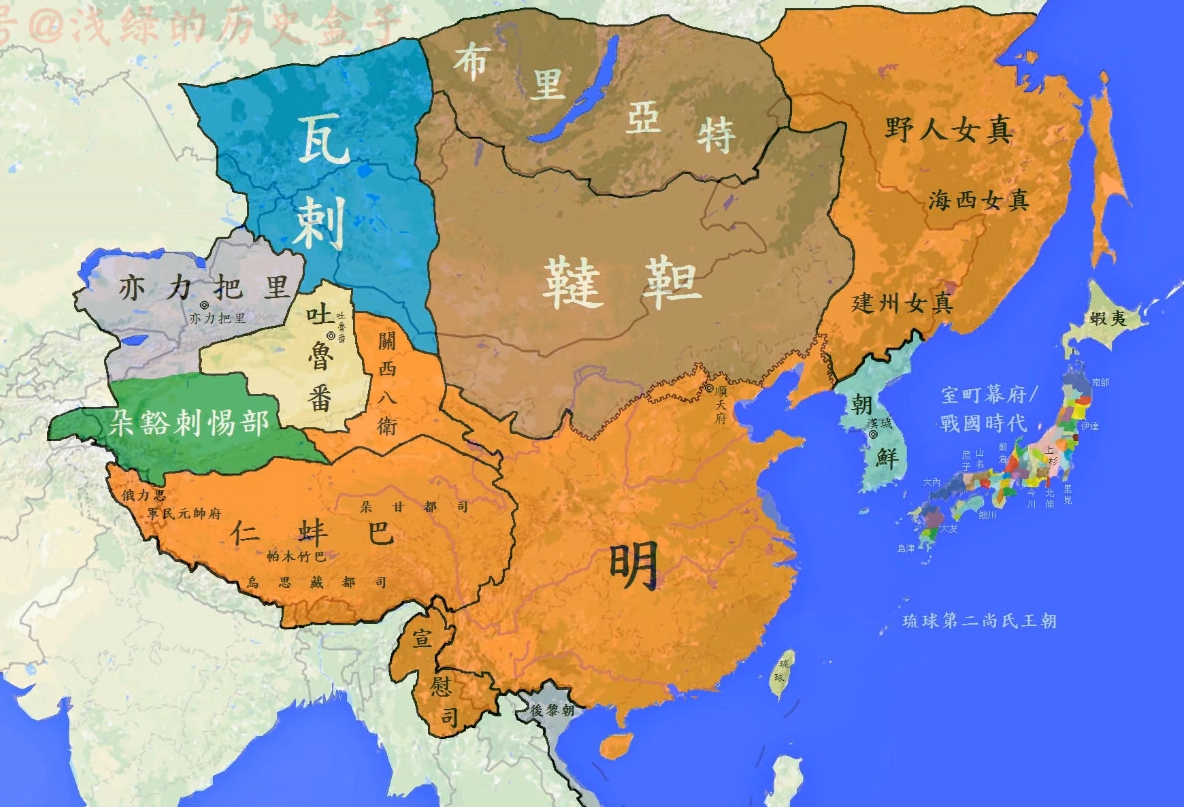 号@浅绿的历史盒子
布里亞特
瓦剌
野人女真
海西女真
建州女真
韃靼
亦力把里
亦力把里
吐魯番
吐魯番
關西八衛
朵豁剌惕部
俄力思
軍民元帥府
朵甘都司
仁蚌巴
帕木竹巴
烏思藏都司
明
順天府
朝鮮
漢城
蝦夷
室町幕府/
戰國時代
南部
伊達
上杉
朝倉
山名
尼子
大內
里見
北條
今川
細川
大友
島津
琉球第二尚氏王朝
琉球
宣慰司
後黎朝